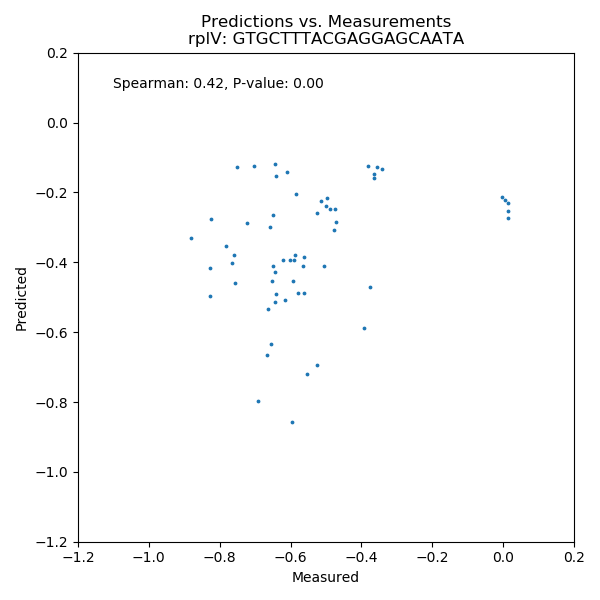 Predictions vs. Measurements
rplV: GTGCTTTACGAGGAGCAATA
Spearman: 0.42, P-value: 0.00
0.2
0.0
−0.2
−0.4
−0.6
−0.8
−1.0
−1.2
Predicted
−1.2 −1.0 −0.8 −0.6 −0.4 −0.2 0.0 0.2
Measured